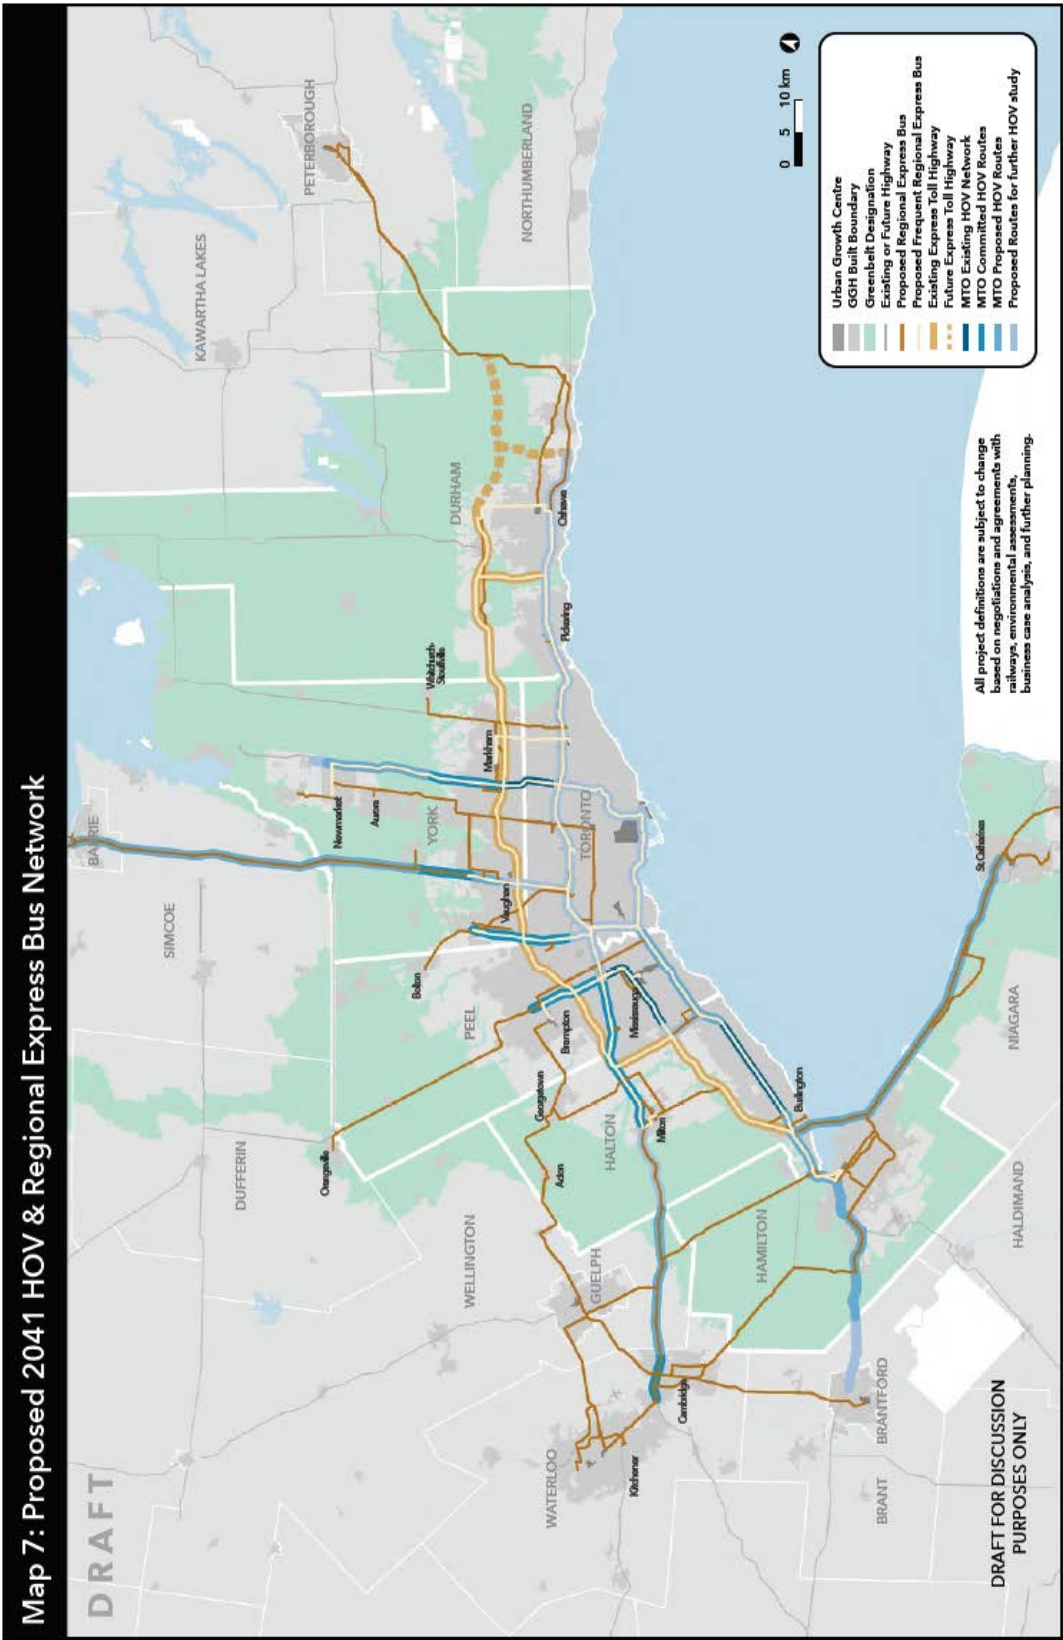 Map 7: Proposed 2041 HOV & Regional Express Bus Network
DRAFT
BARRIE
SIMCOE
KAWARTHA LAKES
PETERBOROUGH
DUFFERIN
Orangeville
Newmarket
Aurora
Bolton
YORK
Whitchurch-
Stouffville
DURHAM
NORTHUMBERLAND
WELLINGTON
PEEL
Vaughan
Markham
Acton
Georgetown
Brampton
Oshawa
Pickering
WATERLOO
GUELPH
HALTON
TORONTO
Kitchener
Milton
Mississauga
Cambridge
HAMILTON
Burlington
BRANT
BRANTFORD
HALDIMAND
NIAGARA
St Catharines
DRAFT FOR DISCUSSION
PURPOSES ONLY
All project definitions are subject to change
based on negotiations and agreements with
railways, environmental assessments,
business case analysis, and further planning.
0 5 10 km
Urban Growth Centre
GGH Built Boundary
Greenbelt Designation
Existing or Future Highway
Proposed Regional Express Bus
Proposed Frequent Regional Express Bus
Existing Express Toll Highway
Future Express Toll Highway
MTO Existing HOV Network
MTO Committed HOV Routes
MTO Proposed HOV Routes
Proposed Routes for further HOV study